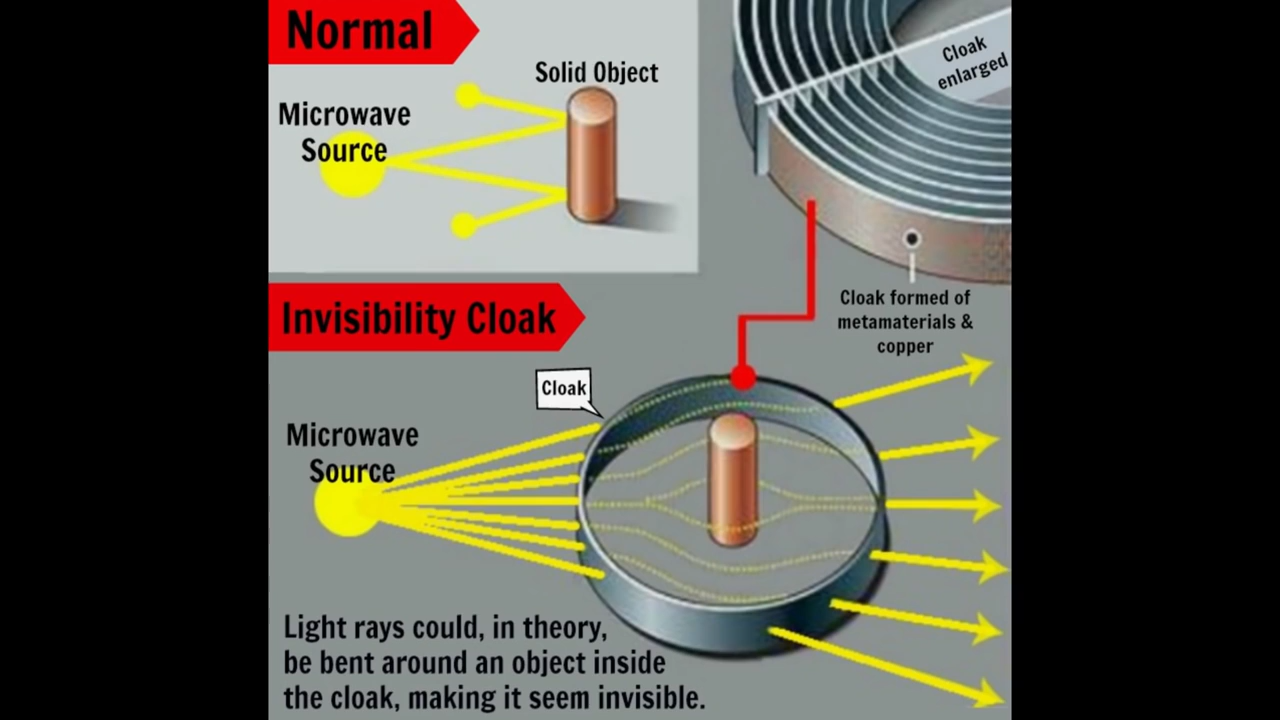 Normal
Solid Object
Microwave
Source
Cloak
enlarged
Cloak formed of
metamaterials &
copper
Invisibility Cloak
Cloak
Microwave
Source
Light rays could, in theory,
be bent around an object inside
the cloak, making it seem invisible.